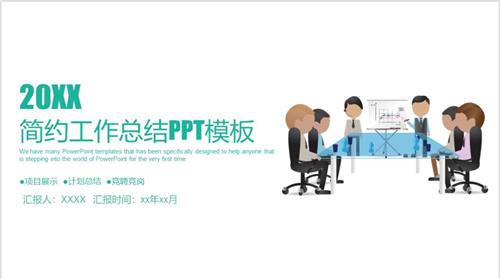 20XX
简约工作总结PPT模板
We have many PowerPoint templates that has been specifically designed to help anyone that
is stepping into the world of PowerPoint for the very first time
●项目展示 ●计划总结 ●竞聘竞岗
汇报人：XXXX 汇报时间：xx年xx月